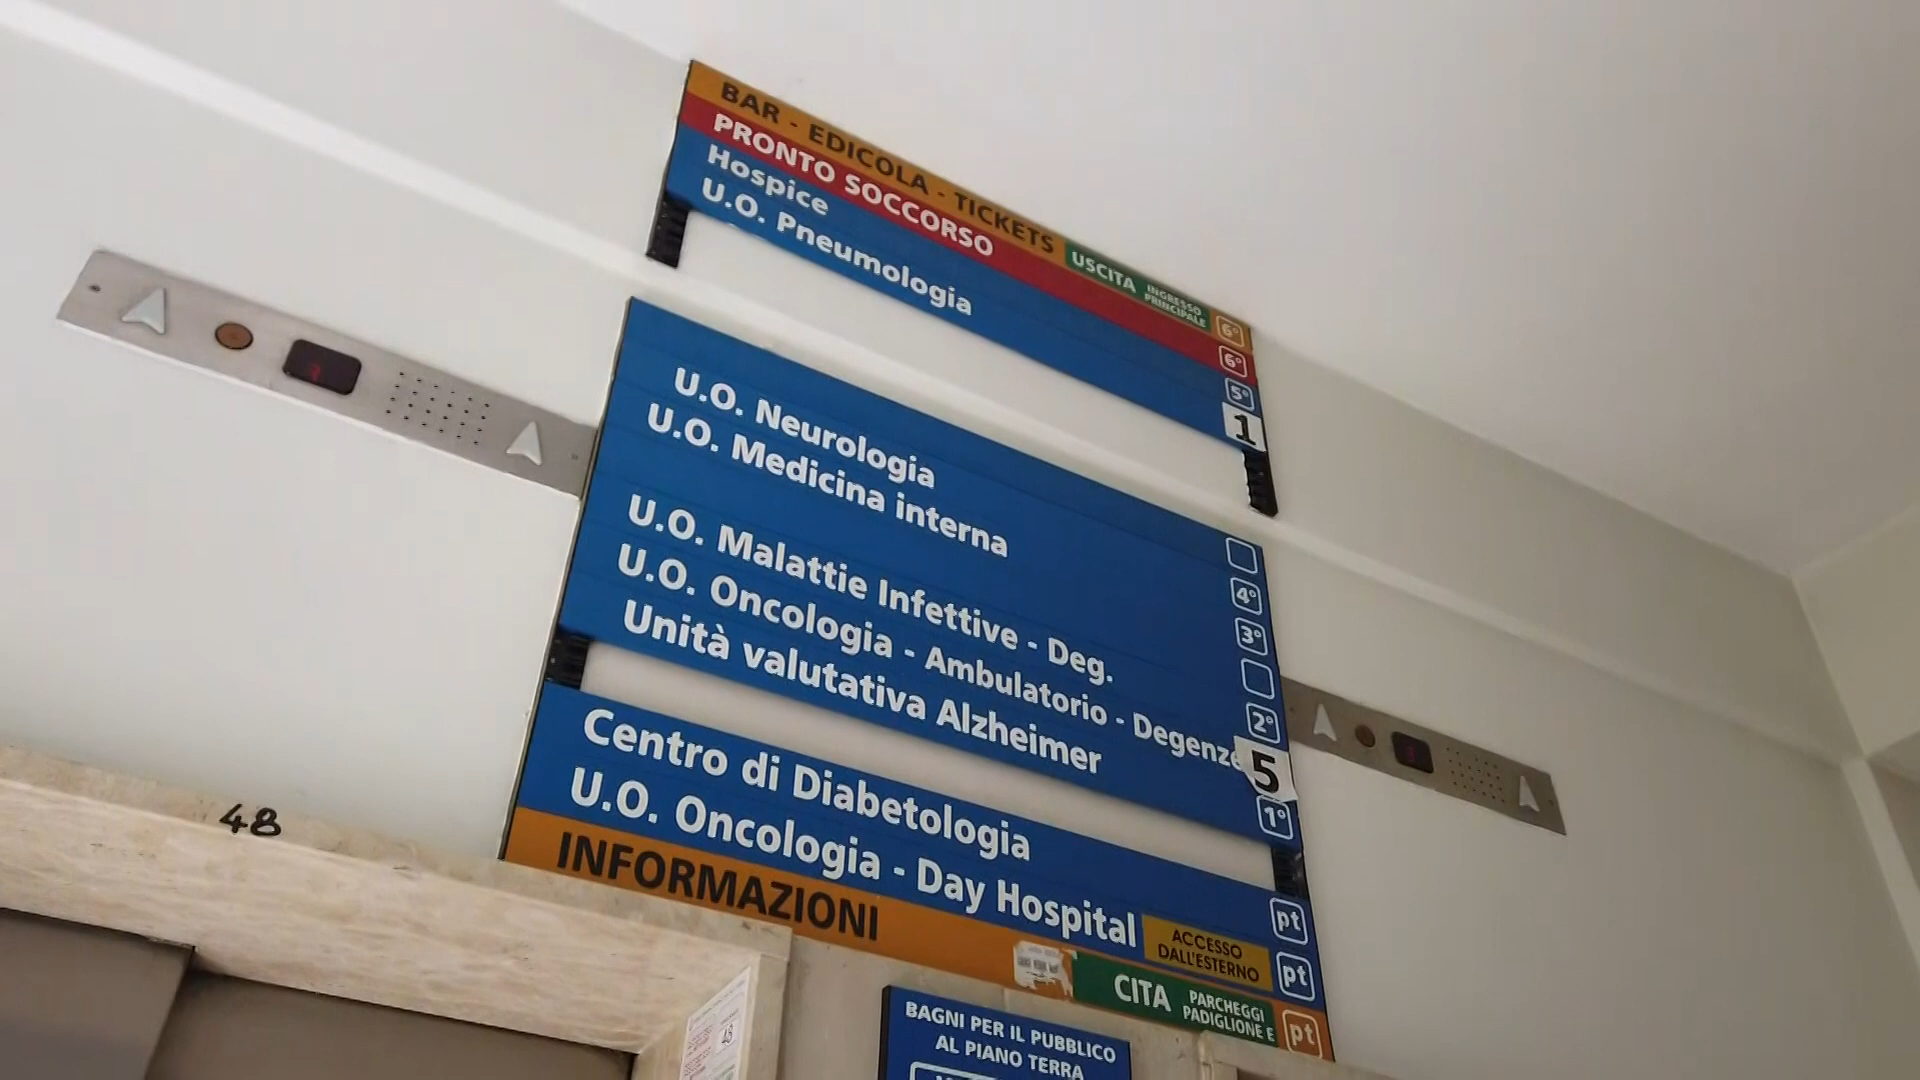 BAR - EDICOLA - TICKETS USCITA INGRESSO PRINCIPALE 6°
PRONTO SOCCORSO 6°
Hospice 5°
U.O. Pneumologia 1
U.O. Neurologia 4°
U.O. Medicina interna 3°
U.O. Malattie Infettive - Deg. 2°
U.O. Oncologia - Ambulatorio - Degenze 5
Unità valutativa Alzheimer 1°
Centro di Diabetologia pt
U.O. Oncologia - Day Hospital ACCESSO DALL'ESTERNO pt
INFORMAZIONI CITA PARCHEGGI PADIGLIONE E pt
48
48
BAGNI PER IL PUBBLICO
AL PIANO TERRA